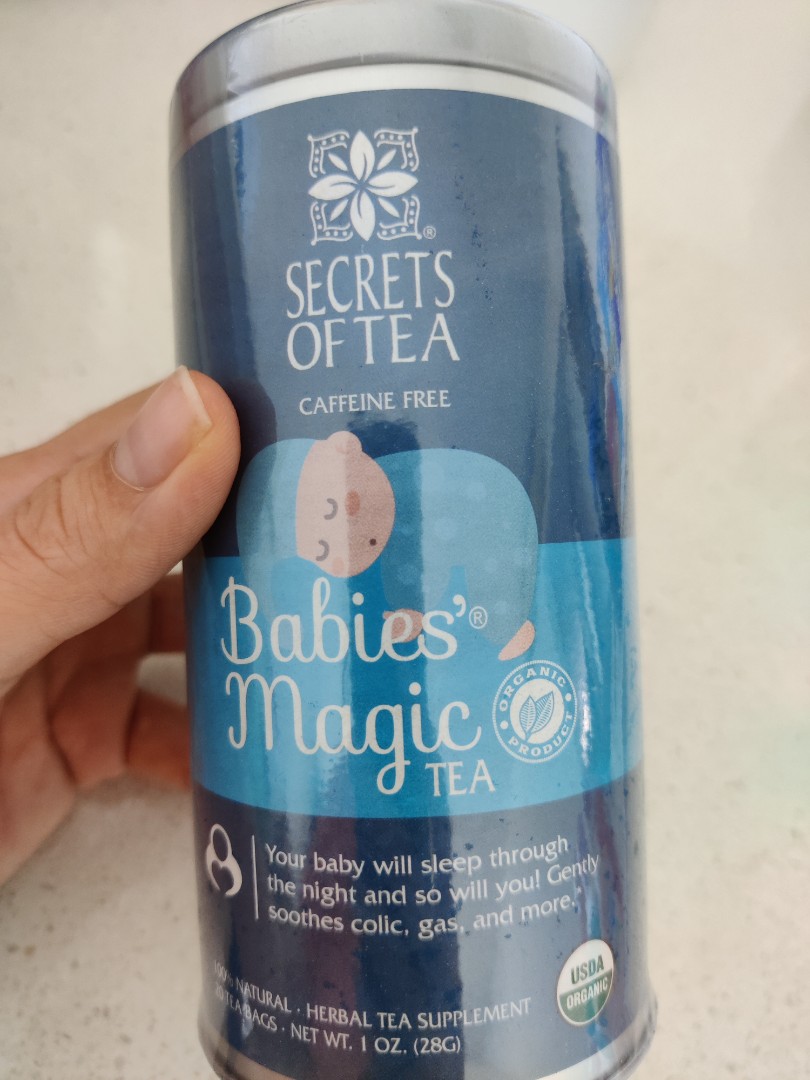 ®
SECRETS
OF TEA
CAFFEINE FREE
Babies'®
Magic
TEA
ORGANIC
PRODUCT
Your baby will sleep through
the night and so will you! Gently
soothes colic, gas, and more.
USDA
ORGANIC
100% NATURAL · HERBAL TEA SUPPLEMENT
TEA BAGS · NET WT. 1 OZ. (28G)